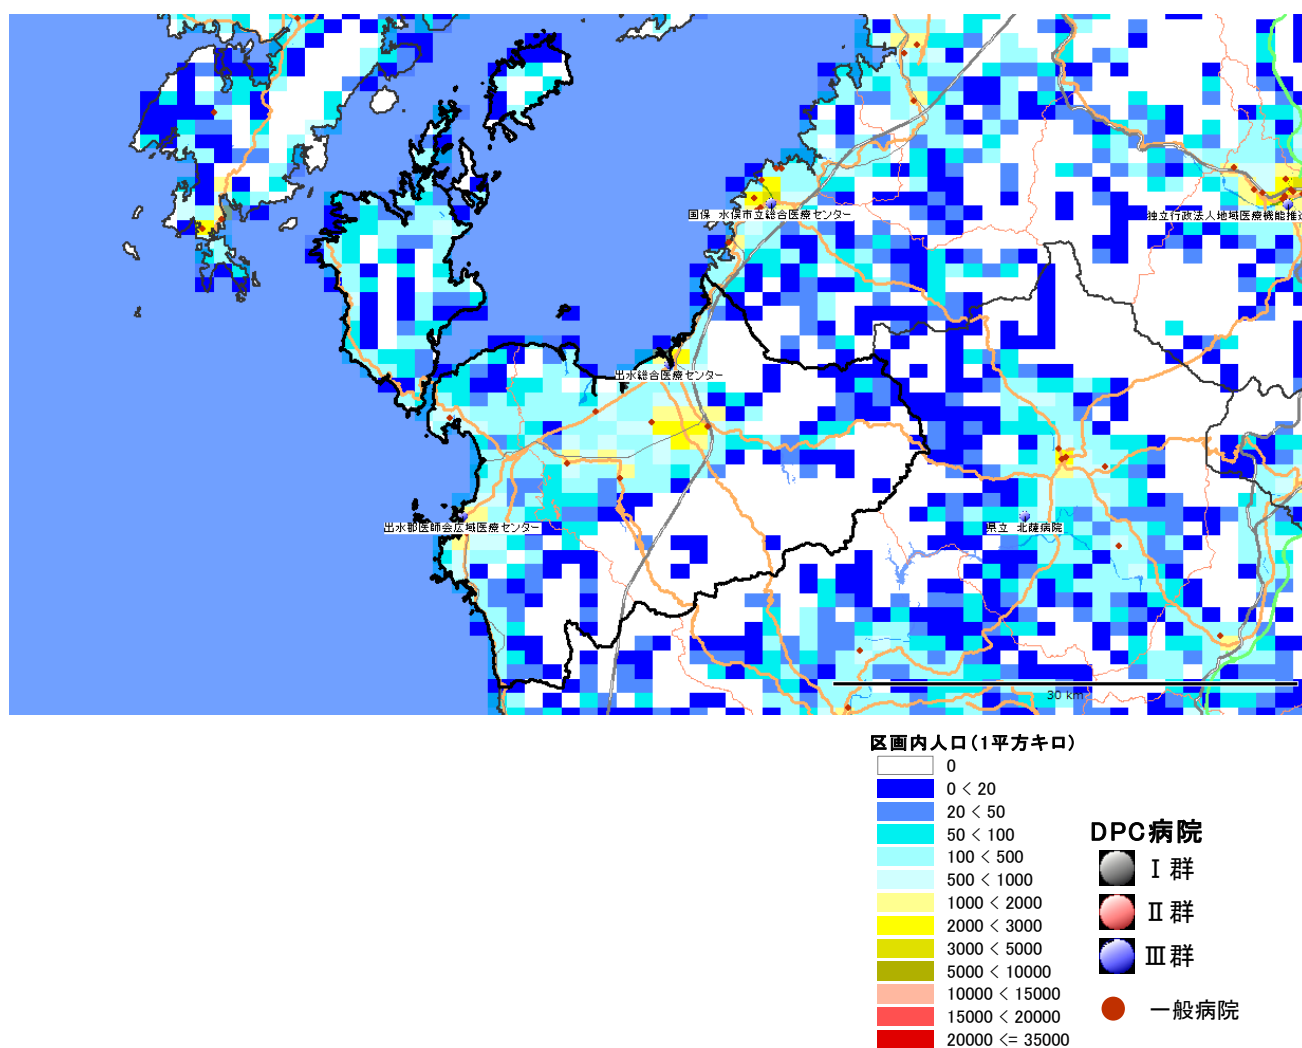 国保 水俣市立総合医療センター
独立行政法人地域医療機能推進
出水総合医療センター
出水郡医師会広域医療センター
県立 北薩病院
30 km
区画内人口(1平方キロ)
0
0 < 20
20 < 50
50 < 100
100 < 500
500 < 1000
1000 < 2000
2000 < 3000
3000 < 5000
5000 < 10000
10000 < 15000
15000 < 20000
20000 <= 35000
DPC病院
Ⅰ群
Ⅱ群
Ⅲ群
一般病院